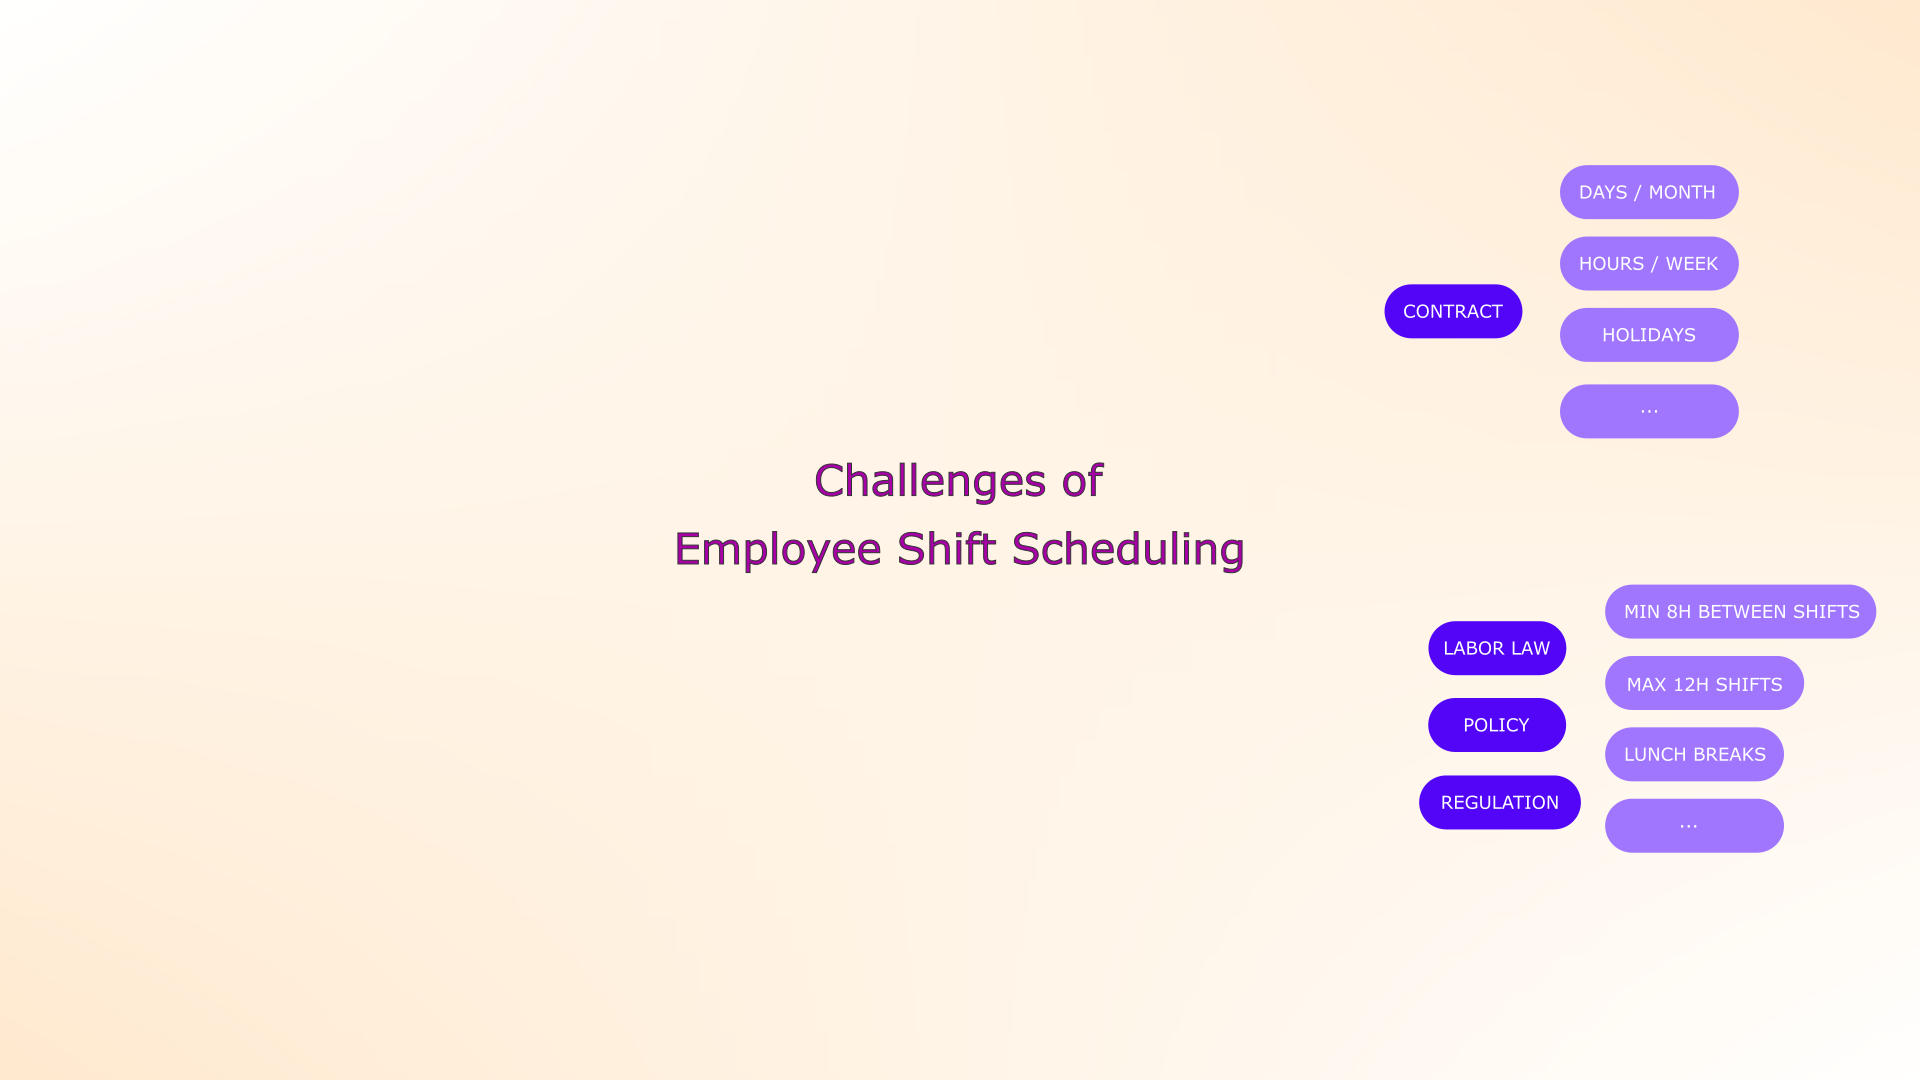 Challenges of
Employee Shift Scheduling
CONTRACT
DAYS / MONTH
HOURS / WEEK
HOLIDAYS
...
LABOR LAW
POLICY
REGULATION
MIN 8H BETWEEN SHIFTS
MAX 12H SHIFTS
LUNCH BREAKS
...